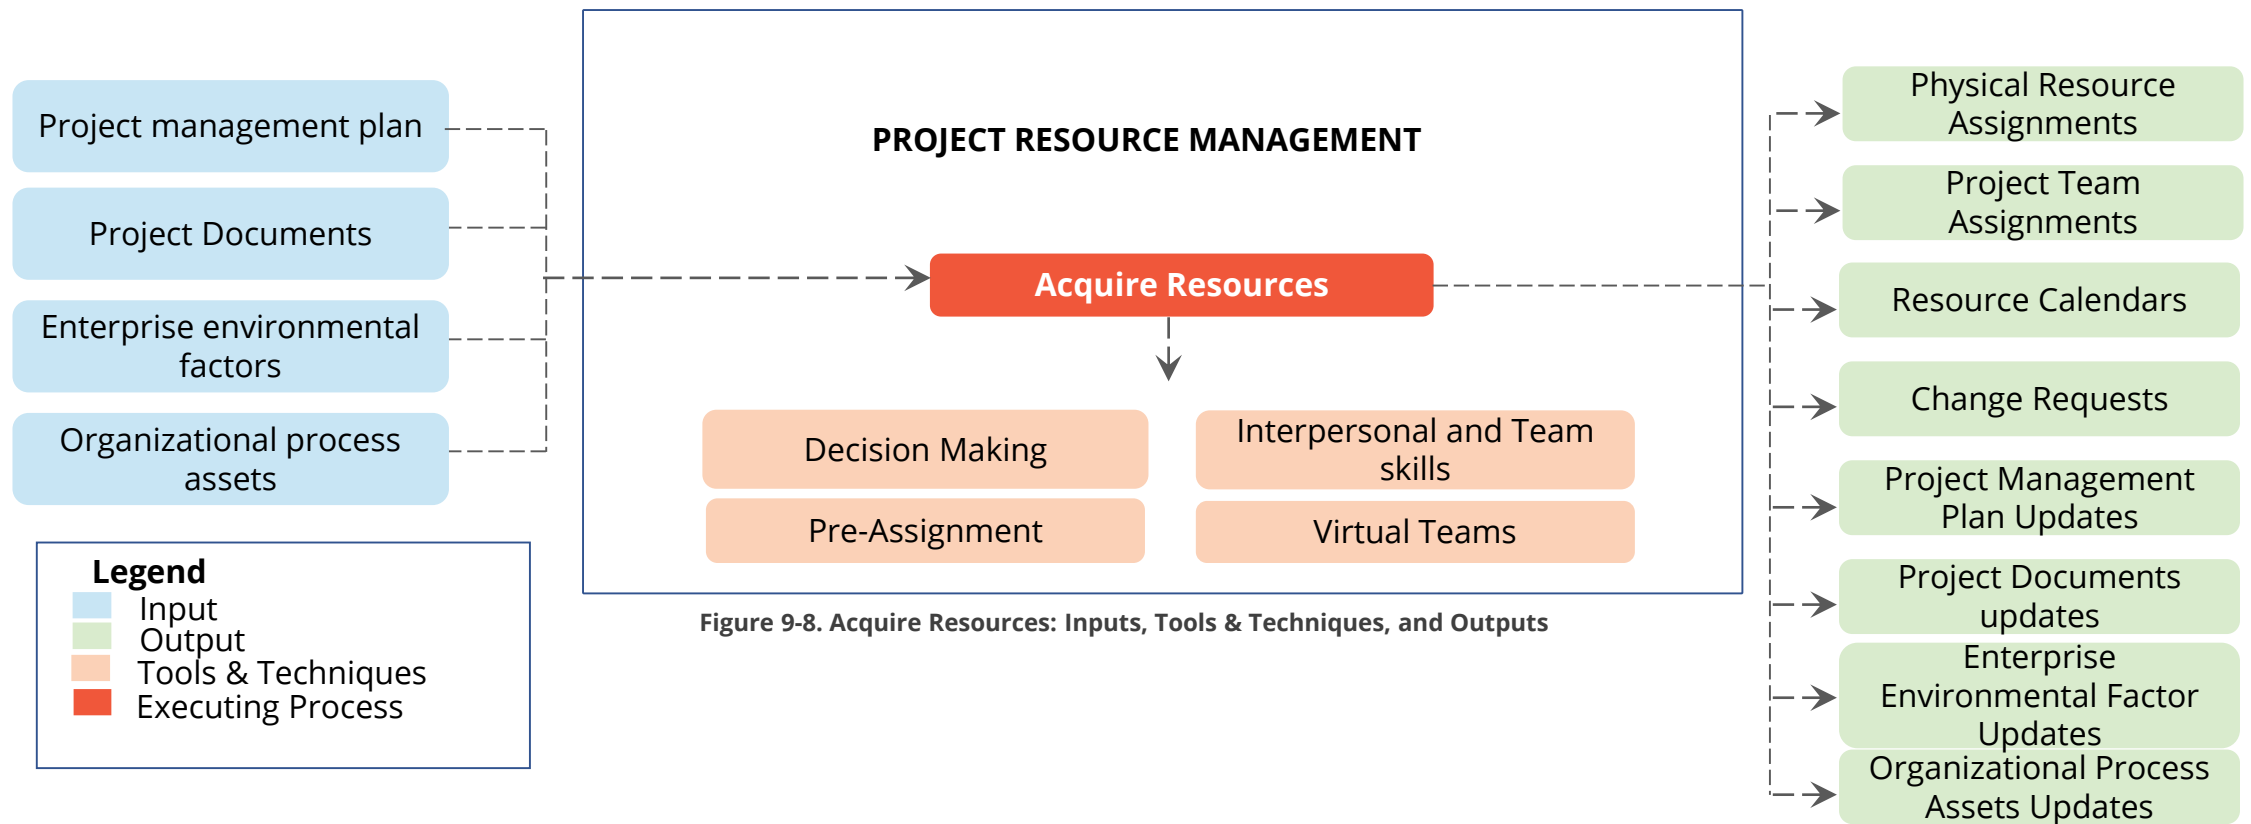 Project management plan
Project Documents
Enterprise environmental
factors
Organizational process
assets
Legend
Input
Output
Tools & Techniques
Executing Process
PROJECT RESOURCE MANAGEMENT
Acquire Resources
Decision Making
Interpersonal and Team
skills
Pre-Assignment
Virtual Teams
Figure 9-8. Acquire Resources: Inputs, Tools & Techniques, and Outputs
Physical Resource
Assignments
Project Team
Assignments
Resource Calendars
Change Requests
Project Management
Plan Updates
Project Documents
updates
Enterprise
Environmental Factor
Updates
Organizational Process
Assets Updates